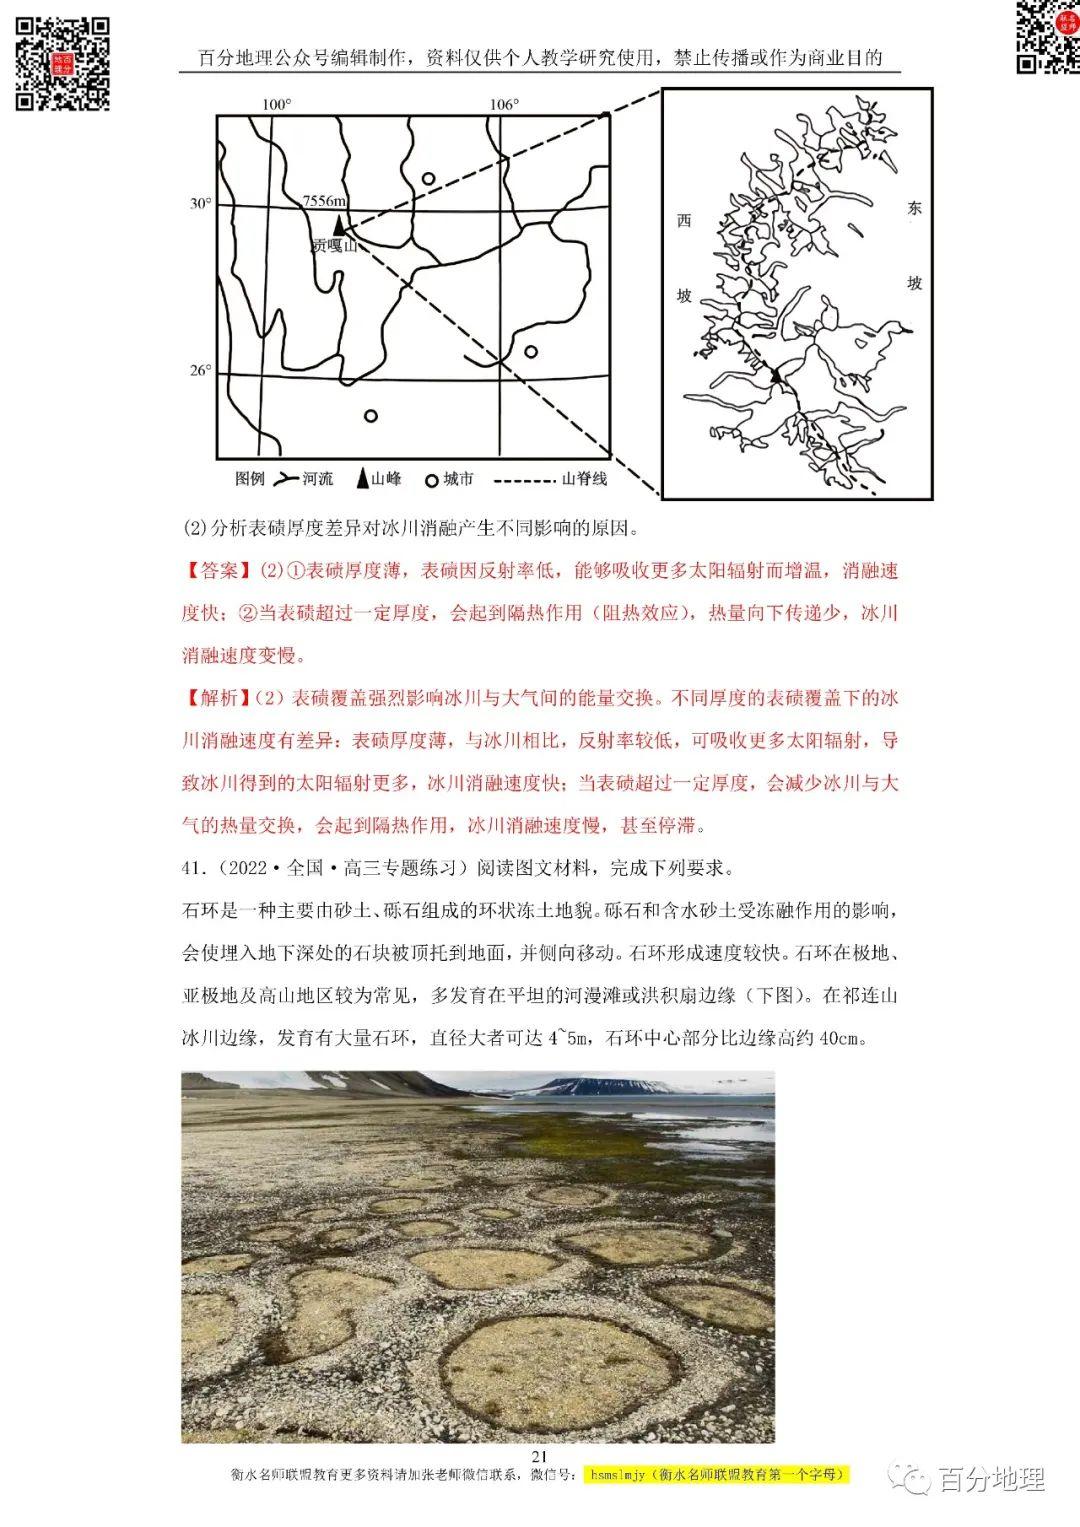 百分地理公众号编辑制作，资料仅供个人教学研究使用，禁止传播或作为商业目的
100°
106°
30°
7556m
贡嘎山
26°
西
坡
东
坡
图例 河流 山峰 城市 山脊线
(2)分析表碛厚度差异对冰川消融产生不同影响的原因。
【答案】(2)①表碛厚度薄，表碛因反射率低，能够吸收更多太阳辐射而增温，消融速
度快；②当表碛超过一定厚度，会起到隔热作用（阻热效应），热量向下传递少，冰川
消融速度变慢。
【解析】（2）表碛覆盖强烈影响冰川与大气间的能量交换。不同厚度的表碛覆盖下的冰
川消融速度有差异：表碛厚度薄，与冰川相比，反射率较低，可吸收更多太阳辐射，导
致冰川得到的太阳辐射更多，冰川消融速度快；当表碛超过一定厚度，会减少冰川与大
气的热量交换，会起到隔热作用，冰川消融速度慢，甚至停滞。
41.（2022·全国·高三专题练习）阅读图文材料，完成下列要求。
石环是一种主要由砂土、砾石组成的环状冻土地貌。砾石和含水砂土受冻融作用的影响，
会使埋入地下深处的石块被顶托到地面，并侧向移动。石环形成速度较快。石环在极地、
亚极地及高山地区较为常见，多发育在平坦的河漫滩或洪积扇边缘（下图）。在祁连山
冰川边缘，发育有大量石环，直径大者可达 4~5m，石环中心部分比边缘高约 40cm。
21
衡水名师联盟教育更多资料请加张老师微信联系，微信号： hsmslmjy（衡水名师联盟教育第一个字母）
百分地理